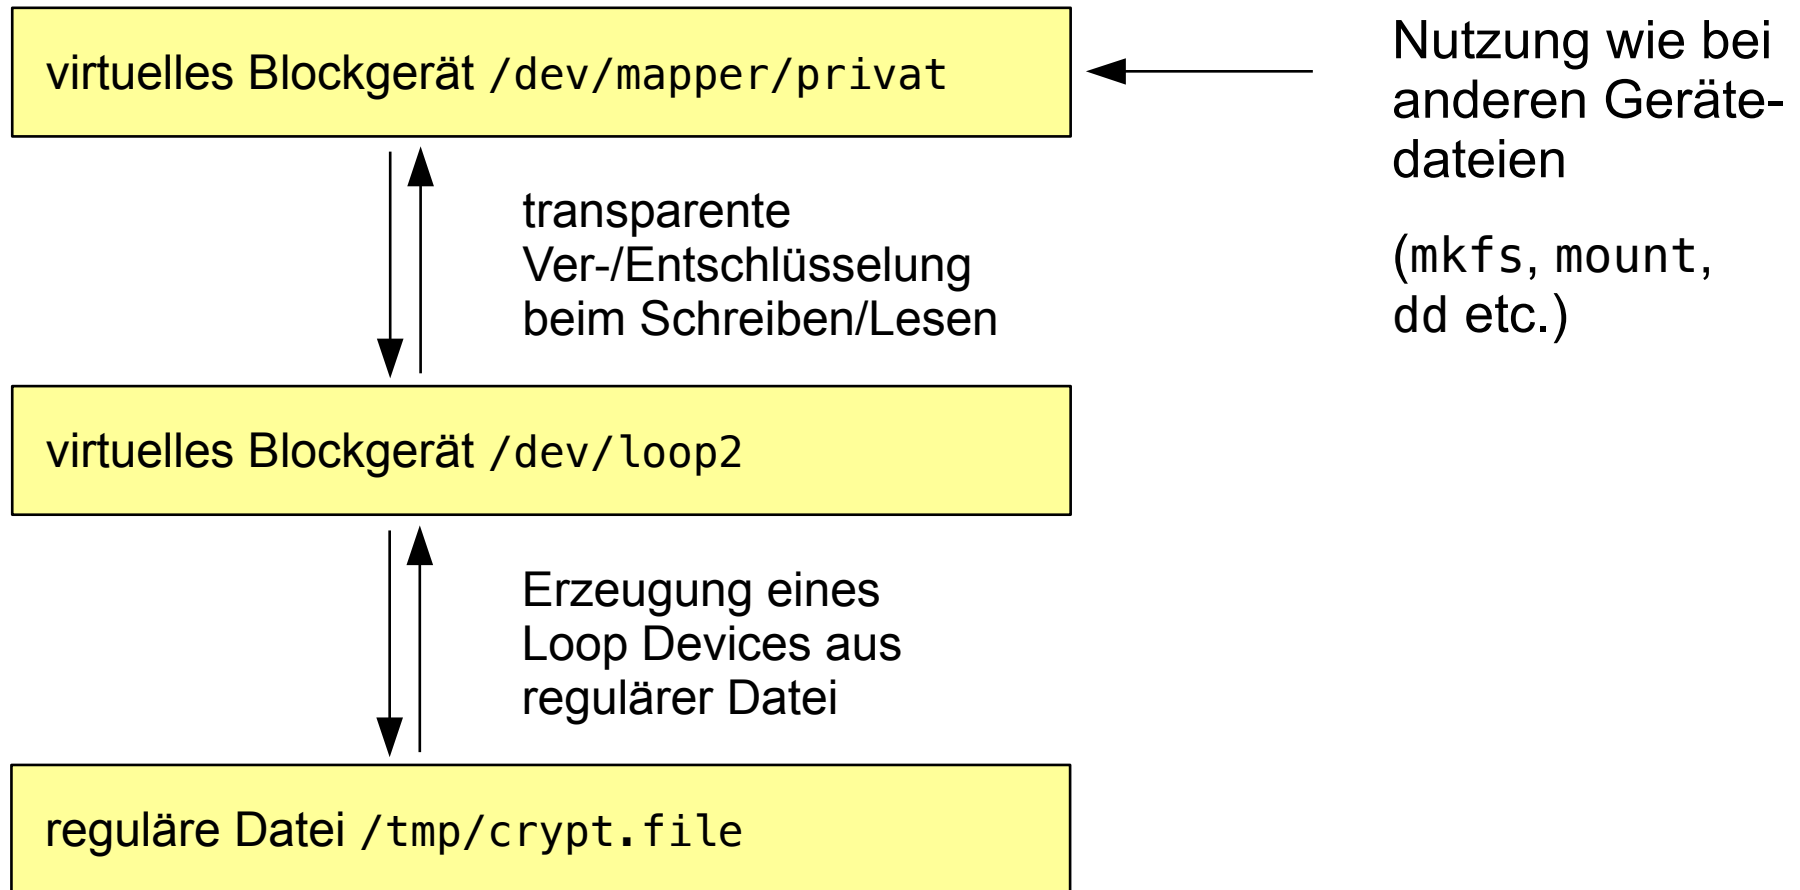 virtuelles Blockgerät /dev/mapper/privat
Nutzung wie bei
anderen Geräte-
dateien
(mkfs, mount,
dd etc.)
transparente
Ver-/Entschlüsselung
beim Schreiben/Lesen
virtuelles Blockgerät /dev/loop2
Erzeugung eines
Loop Devices aus
regulärer Datei
reguläre Datei /tmp/crypt.file